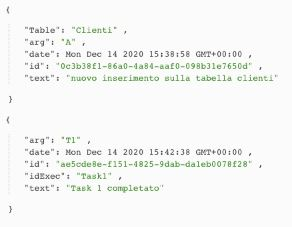 {
"Table": "Clienti" ,
"arg": "A" ,
"date": Mon Dec 14 2020 15:38:58 GMT+00:00 ,
"id": "0c3b38f1-86a0-4a84-aaf0-098b31e7650d" ,
"text": "nuovo inserimento sulla tabella clienti"
}
{
"arg": "T1" ,
"date": Mon Dec 14 2020 15:42:38 GMT+00:00 ,
"id": "ae5cde8e-f151-4825-9dab-da1eb0078f28" ,
"idExec": "Task1" ,
"text": "Task 1 completato"
}